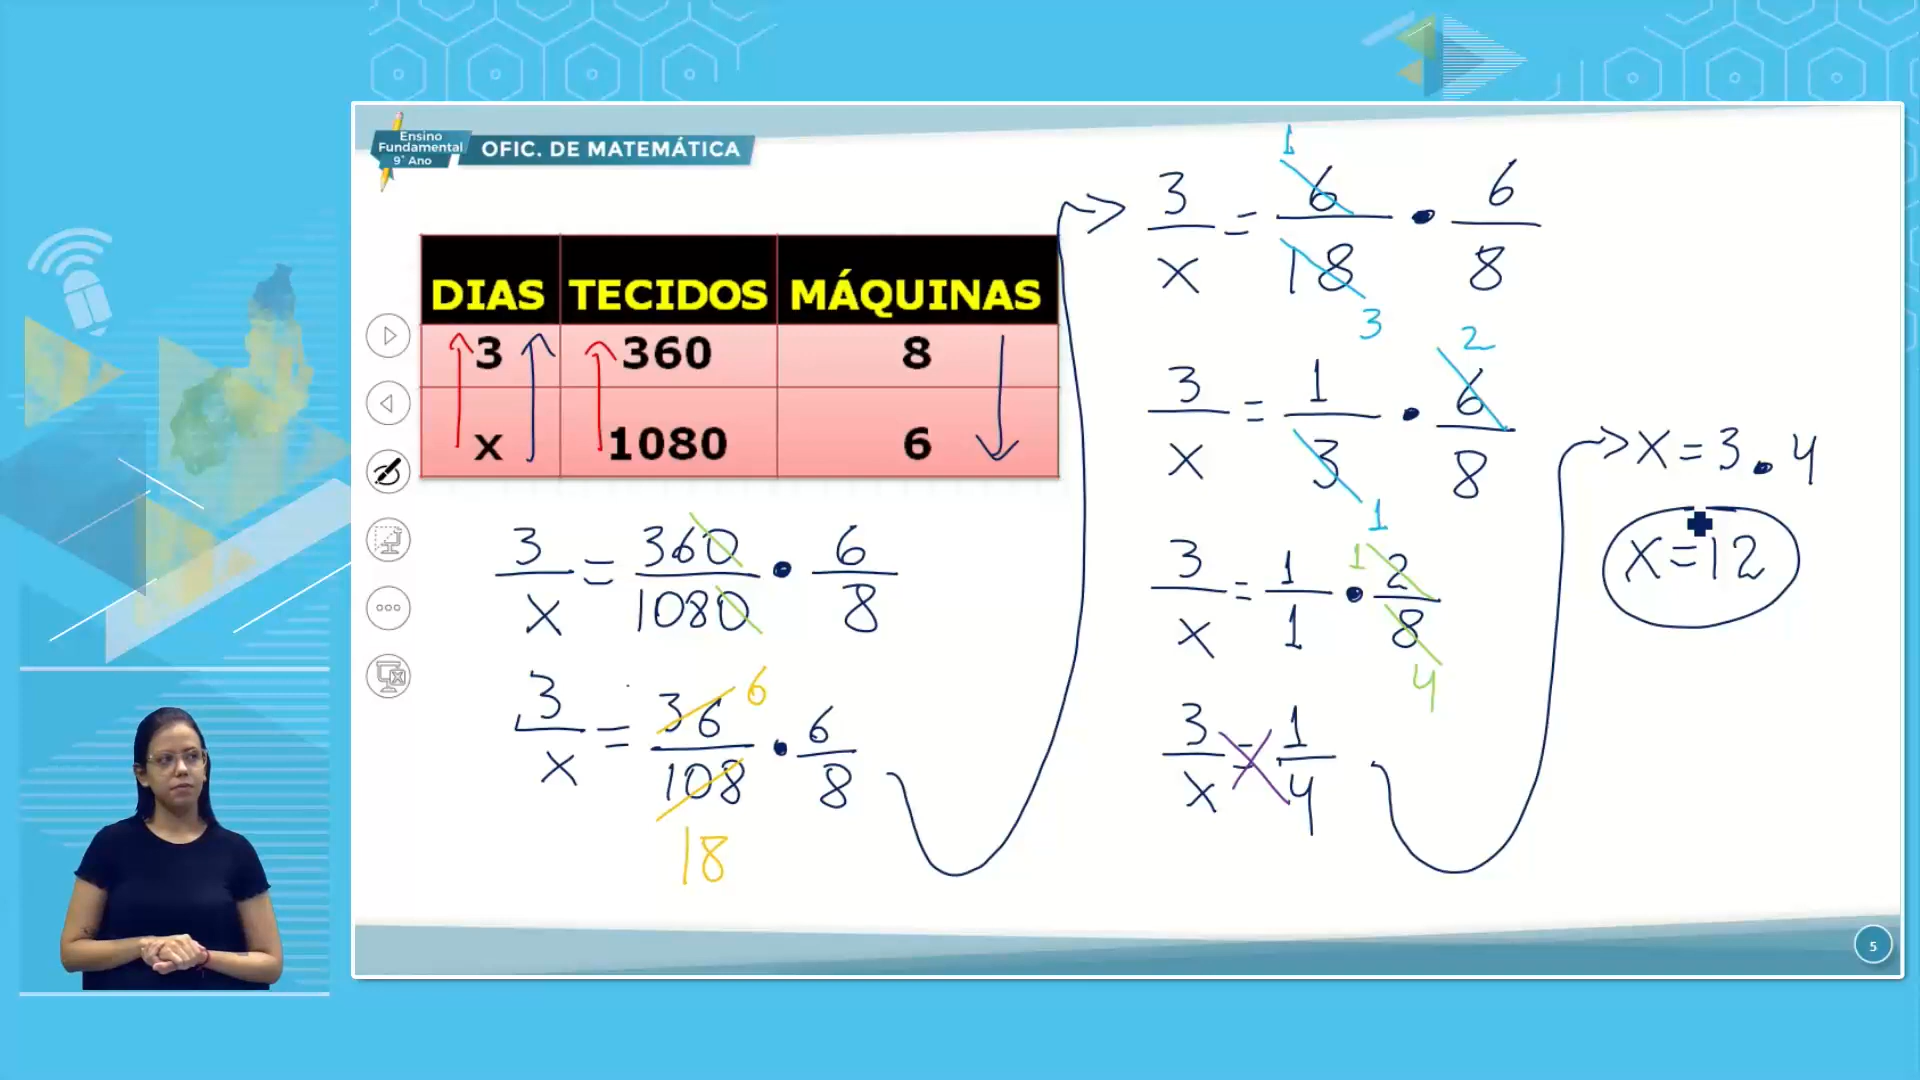 Ensino
Fundamental
9° Ano
OFIC. DE MATEMÁTICA
DIAS TECIDOS MÁQUINAS
3 360 8
x 1080 6
3/x = 360/1080 • 6/8
3/x = 36/108 • 6/8
6
18
3/x = 6/18 • 6/8
1
3
3/x = 1/3 • 6/8
2
1
3/x = 1/1 • 2/8
1
4
3/x = 1/4
x = 3 . 4
x = 12
5